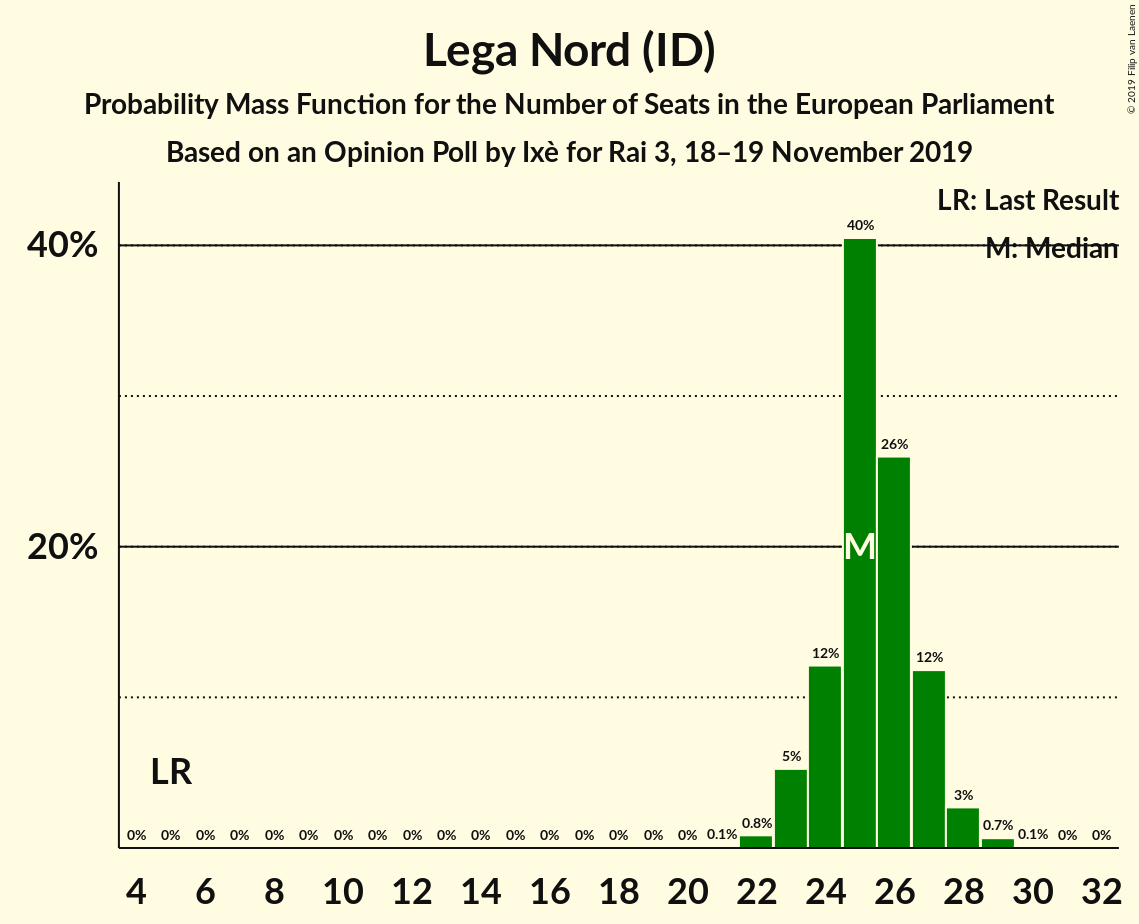 Lega Nord (ID)
Probability Mass Function for the Number of Seats in the European Parliament
Based on an Opinion Poll by Ixè for Rai 3, 18–19 November 2019
© 2019 Filip van Laenen
LR: Last Result
M: Median
40%
20%
LR
M
0% 0% 0% 0% 0% 0% 0% 0% 0% 0% 0% 0% 0% 0% 0% 0% 0% 0.1% 0.8% 5% 12% 40% 26% 12% 3% 0.7% 0.1% 0% 0%
4 6 8 10 12 14 16 18 20 22 24 26 28 30 32